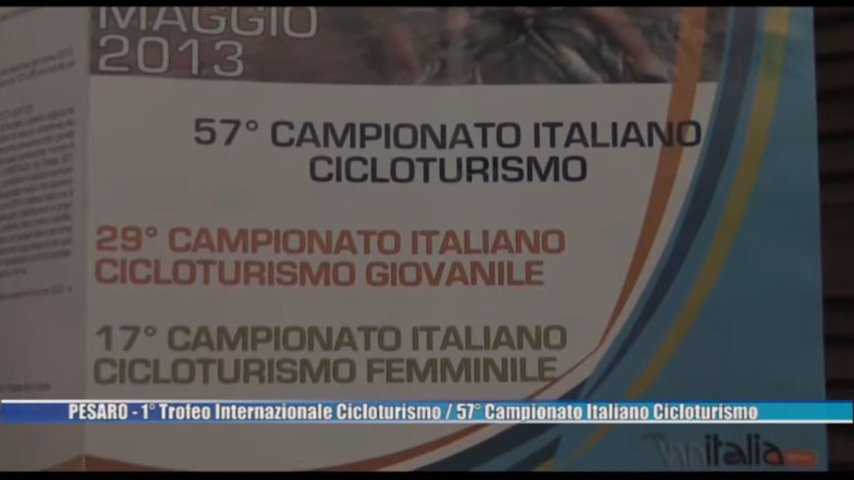 MAGGIO
2013
57° CAMPIONATO ITALIANO
CICLOTURISMO
29° CAMPIONATO ITALIANO
CICLOTURISMO GIOVANILE
17° CAMPIONATO ITALIANO
CICLOTURISMO FEMMINILE
PESARO - 1° Trofeo Internazionale Cicloturismo / 57° Campionato Italiano Cicloturismo